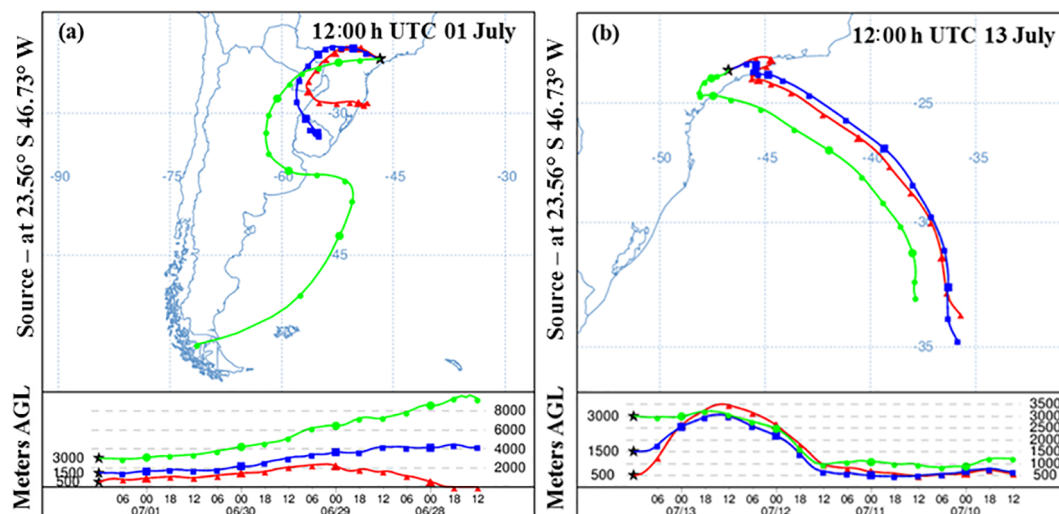 (a)
12:00 h UTC 01 July
Source – at 23.56° S 46.73° W
-30
-90
-75
-60
-45
-30
-45
Meters AGL
3000
1500
500
8000
6000
4000
2000
06 00 18 12 06 00 18 12 06 00 18 12 06 00 18 12
07/01 06/30 06/29 06/28
(b)
12:00 h UTC 13 July
Source – at 23.56° S 46.73° W
-25
-50
-45
-40
-35
-30
-35
Meters AGL
3000
1500
500
3500
3000
2500
2000
1500
1000
500
06 00 18 12 06 00 18 12 06 00 18 12 06 00 18 12
07/13 07/12 07/11 07/10